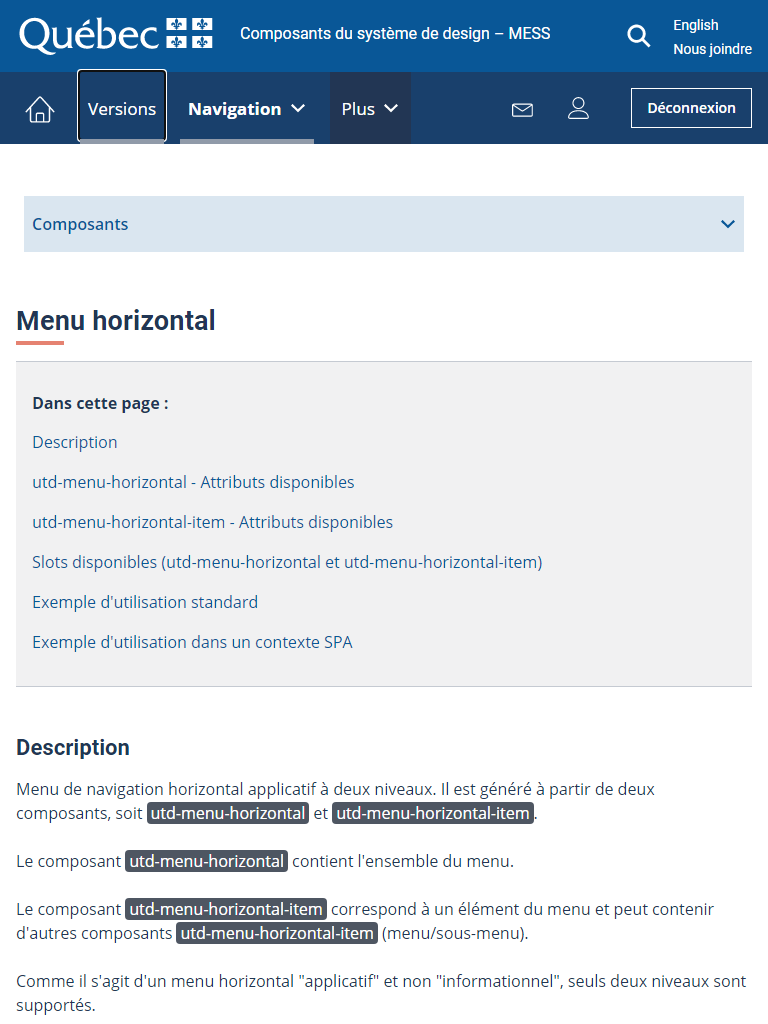 Québec
Composants du système de design – MESS
English
Nous joindre
Versions
Navigation
Plus
Déconnexion
Composants
Menu horizontal
Dans cette page :
Description
utd-menu-horizontal - Attributs disponibles
utd-menu-horizontal-item - Attributs disponibles
Slots disponibles (utd-menu-horizontal et utd-menu-horizontal-item)
Exemple d'utilisation standard
Exemple d'utilisation dans un contexte SPA
Description
Menu de navigation horizontal applicatif à deux niveaux. Il est généré à partir de deux
composants, soit utd-menu-horizontal et utd-menu-horizontal-item.
Le composant utd-menu-horizontal contient l'ensemble du menu.
Le composant utd-menu-horizontal-item correspond à un élément du menu et peut contenir
d'autres composants utd-menu-horizontal-item (menu/sous-menu).
Comme il s'agit d'un menu horizontal "applicatif" et non "informationnel", seuls deux niveaux sont
supportés.